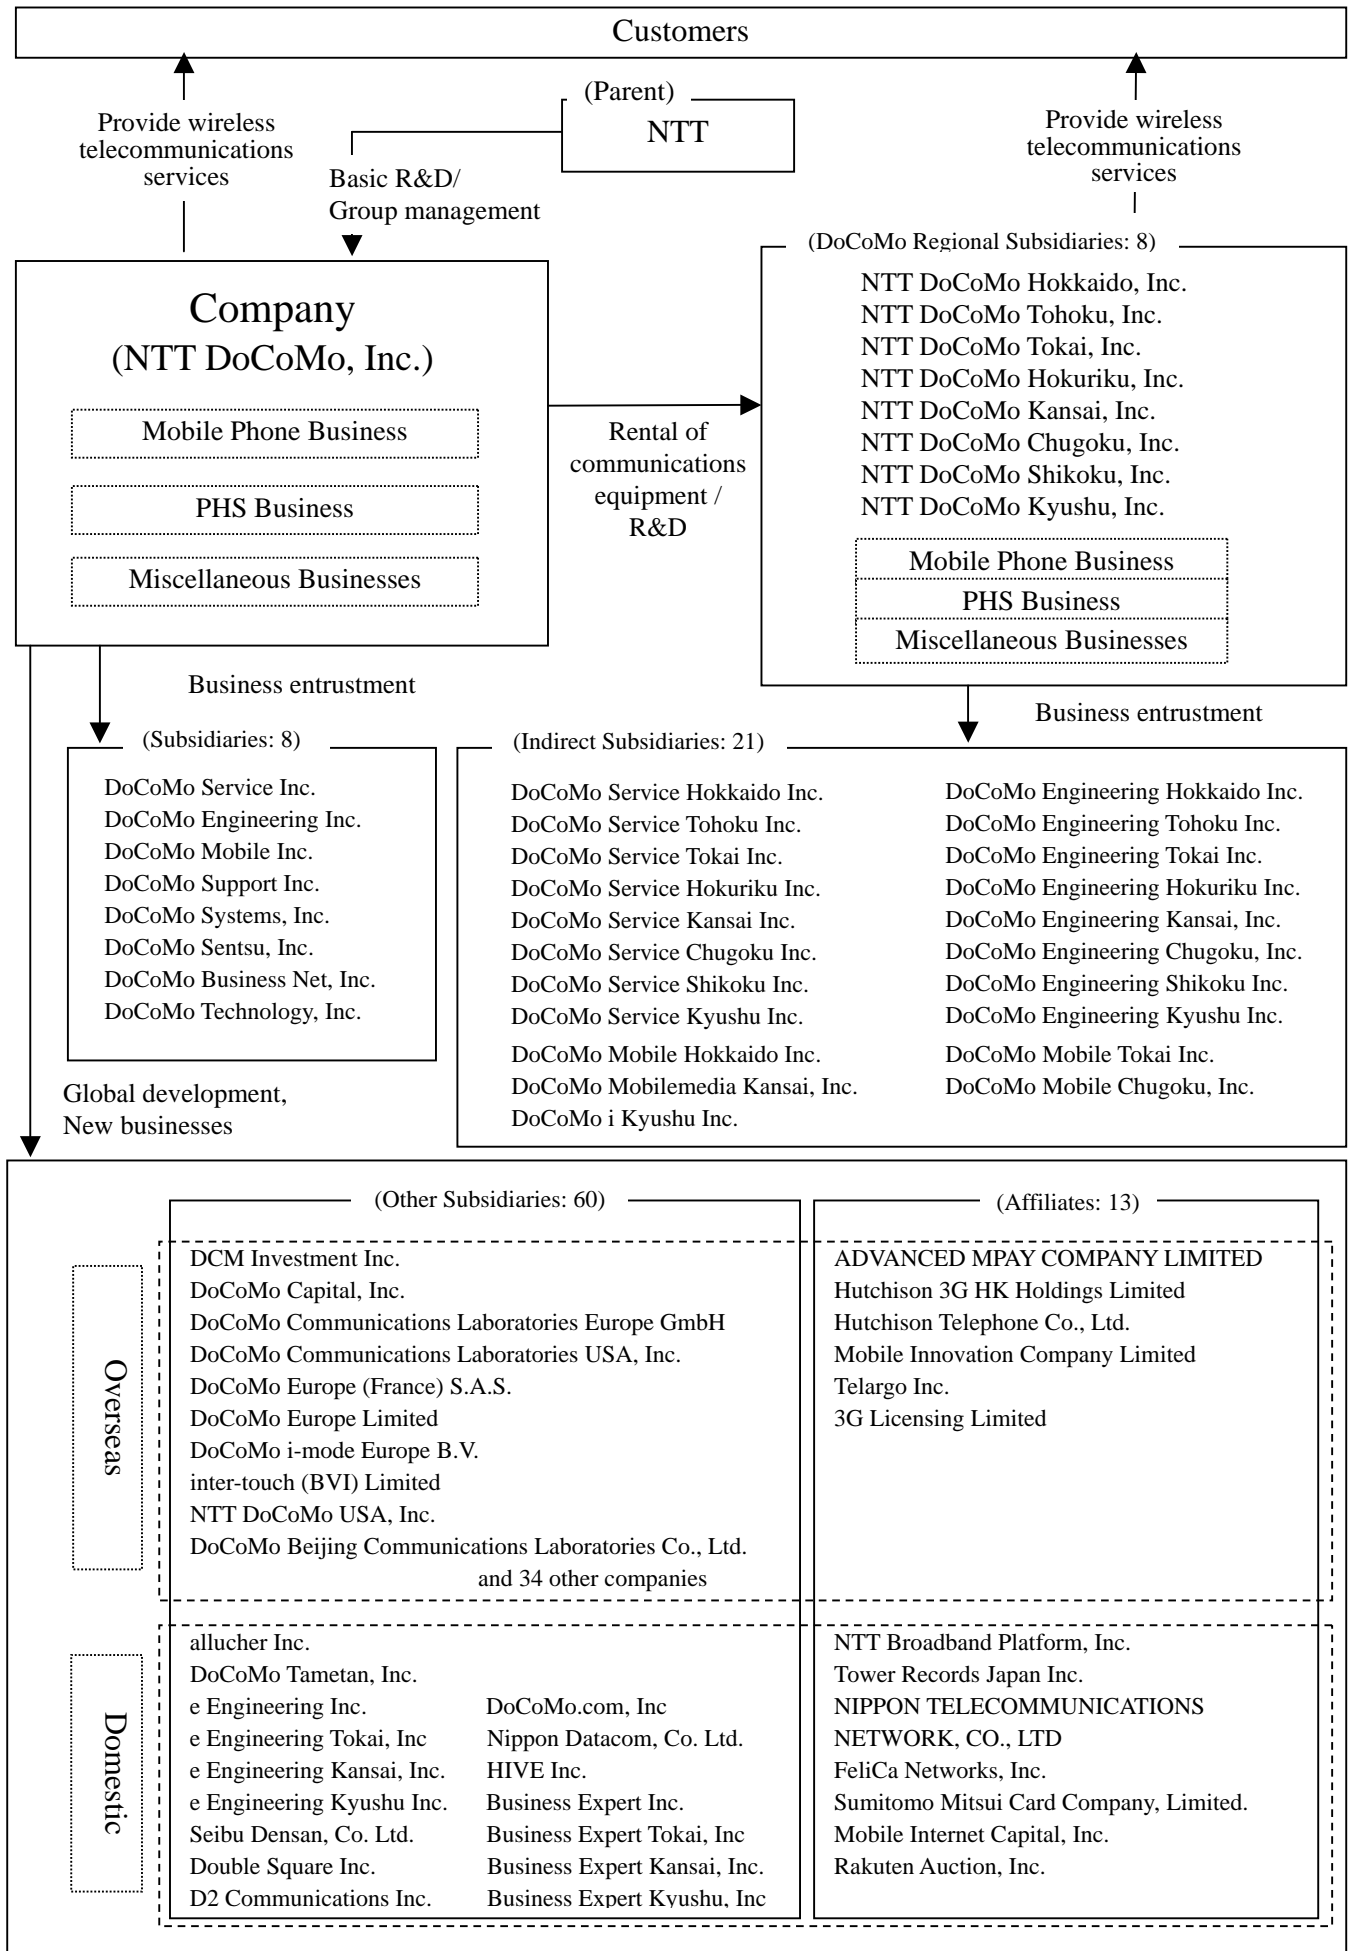 Customers
Provide wireless
telecommunications
services
(Parent)
NTT
Basic R&D/
Group management
Provide wireless
telecommunications
services
Company
(NTT DoCoMo, Inc.)
Mobile Phone Business
PHS Business
Miscellaneous Businesses
Rental of
communications
equipment /
R&D
(DoCoMo Regional Subsidiaries: 8)
NTT DoCoMo Hokkaido, Inc.
NTT DoCoMo Tohoku, Inc.
NTT DoCoMo Tokai, Inc.
NTT DoCoMo Hokuriku, Inc.
NTT DoCoMo Kansai, Inc.
NTT DoCoMo Chugoku, Inc.
NTT DoCoMo Shikoku, Inc.
NTT DoCoMo Kyushu, Inc.
Mobile Phone Business
PHS Business
Miscellaneous Businesses
Business entrustment
Business entrustment
(Subsidiaries: 8)
DoCoMo Service Inc.
DoCoMo Engineering Inc.
DoCoMo Mobile Inc.
DoCoMo Support Inc.
DoCoMo Systems, Inc.
DoCoMo Sentsu, Inc.
DoCoMo Business Net, Inc.
DoCoMo Technology, Inc.
(Indirect Subsidiaries: 21)
DoCoMo Service Hokkaido Inc.
DoCoMo Service Tohoku Inc.
DoCoMo Service Tokai Inc.
DoCoMo Service Hokuriku Inc.
DoCoMo Service Kansai Inc.
DoCoMo Service Chugoku Inc.
DoCoMo Service Shikoku Inc.
DoCoMo Service Kyushu Inc.
DoCoMo Mobile Hokkaido Inc.
DoCoMo Mobilemedia Kansai, Inc.
DoCoMo i Kyushu Inc.
DoCoMo Engineering Hokkaido Inc.
DoCoMo Engineering Tohoku Inc.
DoCoMo Engineering Tokai Inc.
DoCoMo Engineering Hokuriku Inc.
DoCoMo Engineering Kansai, Inc.
DoCoMo Engineering Chugoku, Inc.
DoCoMo Engineering Shikoku Inc.
DoCoMo Engineering Kyushu Inc.
DoCoMo Mobile Tokai Inc.
DoCoMo Mobile Chugoku, Inc.
Global development,
New businesses
(Other Subsidiaries: 60)
(Affiliates: 13)
Overseas
DCM Investment Inc.
DoCoMo Capital, Inc.
DoCoMo Communications Laboratories Europe GmbH
DoCoMo Communications Laboratories USA, Inc.
DoCoMo Europe (France) S.A.S.
DoCoMo Europe Limited
DoCoMo i-mode Europe B.V.
inter-touch (BVI) Limited
NTT DoCoMo USA, Inc.
DoCoMo Beijing Communications Laboratories Co., Ltd.
and 34 other companies
ADVANCED MPAY COMPANY LIMITED
Hutchison 3G HK Holdings Limited
Hutchison Telephone Co., Ltd.
Mobile Innovation Company Limited
Telargo Inc.
3G Licensing Limited
Domestic
allucher Inc.
DoCoMo Tametan, Inc.
e Engineering Inc.
e Engineering Tokai, Inc
e Engineering Kansai, Inc.
e Engineering Kyushu Inc.
Seibu Densan, Co. Ltd.
Double Square Inc.
D2 Communications Inc.
DoCoMo.com, Inc
Nippon Datacom, Co. Ltd.
HIVE Inc.
Business Expert Inc.
Business Expert Tokai, Inc
Business Expert Kansai, Inc.
Business Expert Kyushu, Inc
NTT Broadband Platform, Inc.
Tower Records Japan Inc.
NIPPON TELECOMMUNICATIONS
NETWORK, CO., LTD
FeliCa Networks, Inc.
Sumitomo Mitsui Card Company, Limited.
Mobile Internet Capital, Inc.
Rakuten Auction, Inc.